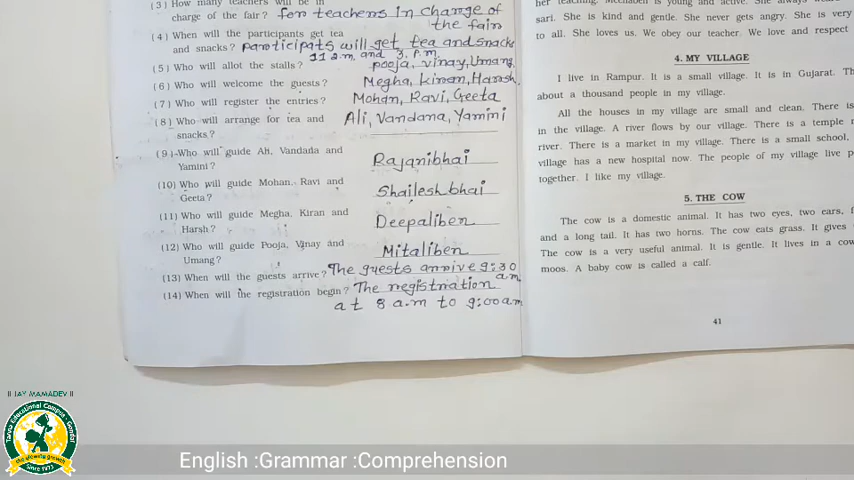 (3) How many teachers will be in
charge of the fair? for teachers in charge of
the fair
(4) When will the participants get tea
and snacks? participats will get tea and snacks
11 a.m. and 3. p.m
(5) Who will allot the stalls? pooja, vinay, Umang
(6) Who will welcome the guests? Megha, kiran, Harsh.
(7) Who will register the entries? Mohan, Ravi, Geeta
(8) Who will arrange for tea and Ali, Vandana, Yamini
snacks?
(9) Who will guide Ali, Vandana and
Yamini? Rajanibhai
(10) Who will guide Mohan, Ravi and
Geeta? Shailesh bhai
(11) Who will guide Megha, Kiran and
Harsh? Deepaliben
(12) Who will guide Pooja, Vinay and
Umang? Mitaliben
(13) When will the guests arrive? The guests arrive 9:30
am
(14) When will the registration begin? The registration
at 8 a.m to 9:00am
her teaching. Meenaben is young and active. She always
sari. She is kind and gentle. She never gets angry. She is very
to all. She loves us. We obey our teacher. We love and respect
4. MY VILLAGE
I live in Rampur. It is a small village. It is in Gujarat.
about a thousand people in my village.
All the houses in my village are small and clean. There is
in the village. A river flows by our village. There is a temple
river. There is a market in my village. There is a small school,
village has a new hospital now. The people of my village live
together. I like my village.
5. THE COW
The cow is a domestic animal. It has two eyes, two ears,
and a long tail. It has two horns. The cow eats grass. It gives
The cow is a very useful animal. It is gentle. It lives in a
moos. A baby cow is called a calf.
41
|| JAY MAMADEV ||
Tanna Educational Campus - Gondal
the glowing growth
Since 1973
English :Grammar :Comprehension